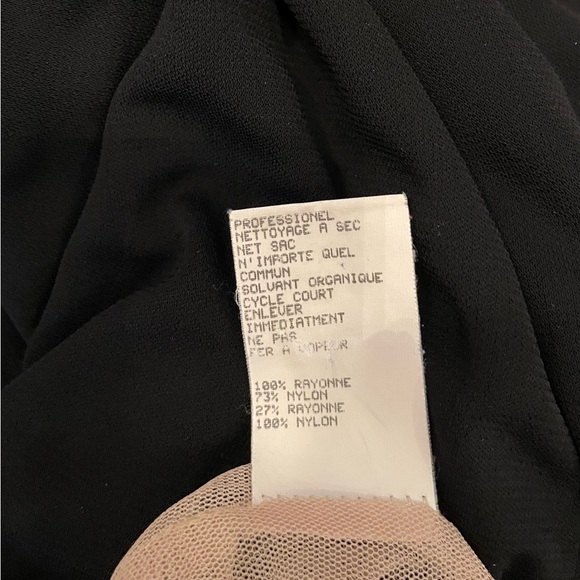 PROFESSIONEL
NETTOYAGE A SEC
NET SAC
N'IMPORTE QUEL
COMMUN
SOLVANT ORGANIQUE
CYCLE COURT
ENLEVER
IMMEDIATMENT
NE PAS
FER A VAPEUR
100% RAYONNE
73% NYLON
27% RAYONNE
100% NYLON